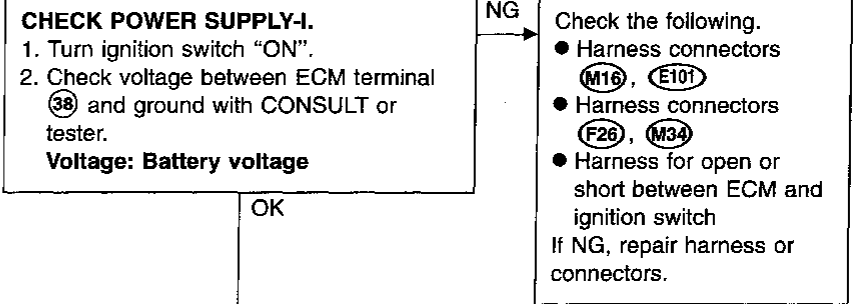 CHECK POWER SUPPLY-I.
1. Turn ignition switch “ON”.
2. Check voltage between ECM terminal
(38) and ground with CONSULT or
tester.
Voltage: Battery voltage
NG
OK
Check the following.
● Harness connectors
(M16), (E101)
● Harness connectors
(F26), (M34)
● Harness for open or
short between ECM and
ignition switch
If NG, repair harness or
connectors.